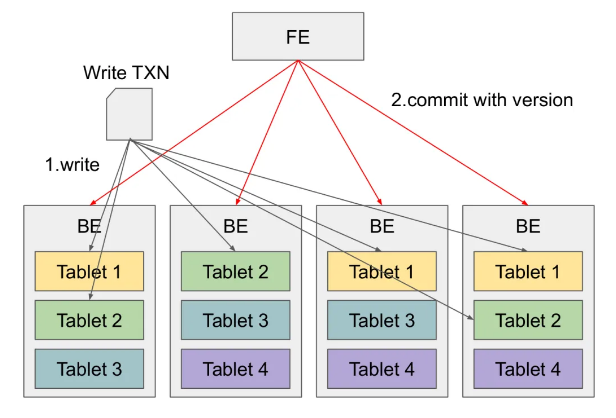 FE
Write TXN
2.commit with version
1.write
BE
Tablet 1
Tablet 2
Tablet 3
BE
Tablet 2
Tablet 3
Tablet 4
BE
Tablet 1
Tablet 3
Tablet 4
BE
Tablet 1
Tablet 2
Tablet 4